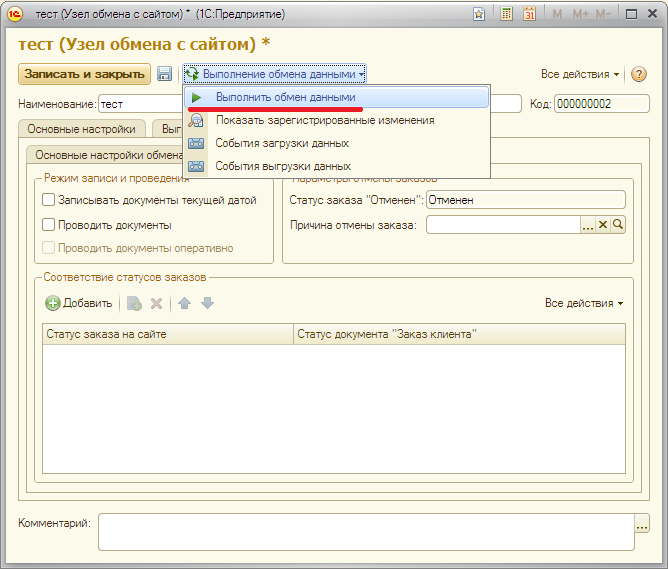 тест (Узел обмена с сайтом) * (1С:Предприятие)
M M+ M-
31
тест (Узел обмена с сайтом) *
Записать и закрыть Выполнение обмена данными Все действия ?
Выполнить обмен данными
Наименование: тест Код: 000000002
Показать зарегистрированные изменения
Основные настройки Выг
События загрузки данных
Основные настройки обмена
События выгрузки данных
Режим записи и проведения Параметры отмены заказов
Записывать документы текущей датой Статус заказа "Отменен": Отменен
Проводить документы Причина отмены заказа: ...
Проводить документы оперативно
Соответствие статусов заказов
Добавить Все действия
Статус заказа на сайте Статус документа "Заказ клиента"
Комментарий: ...